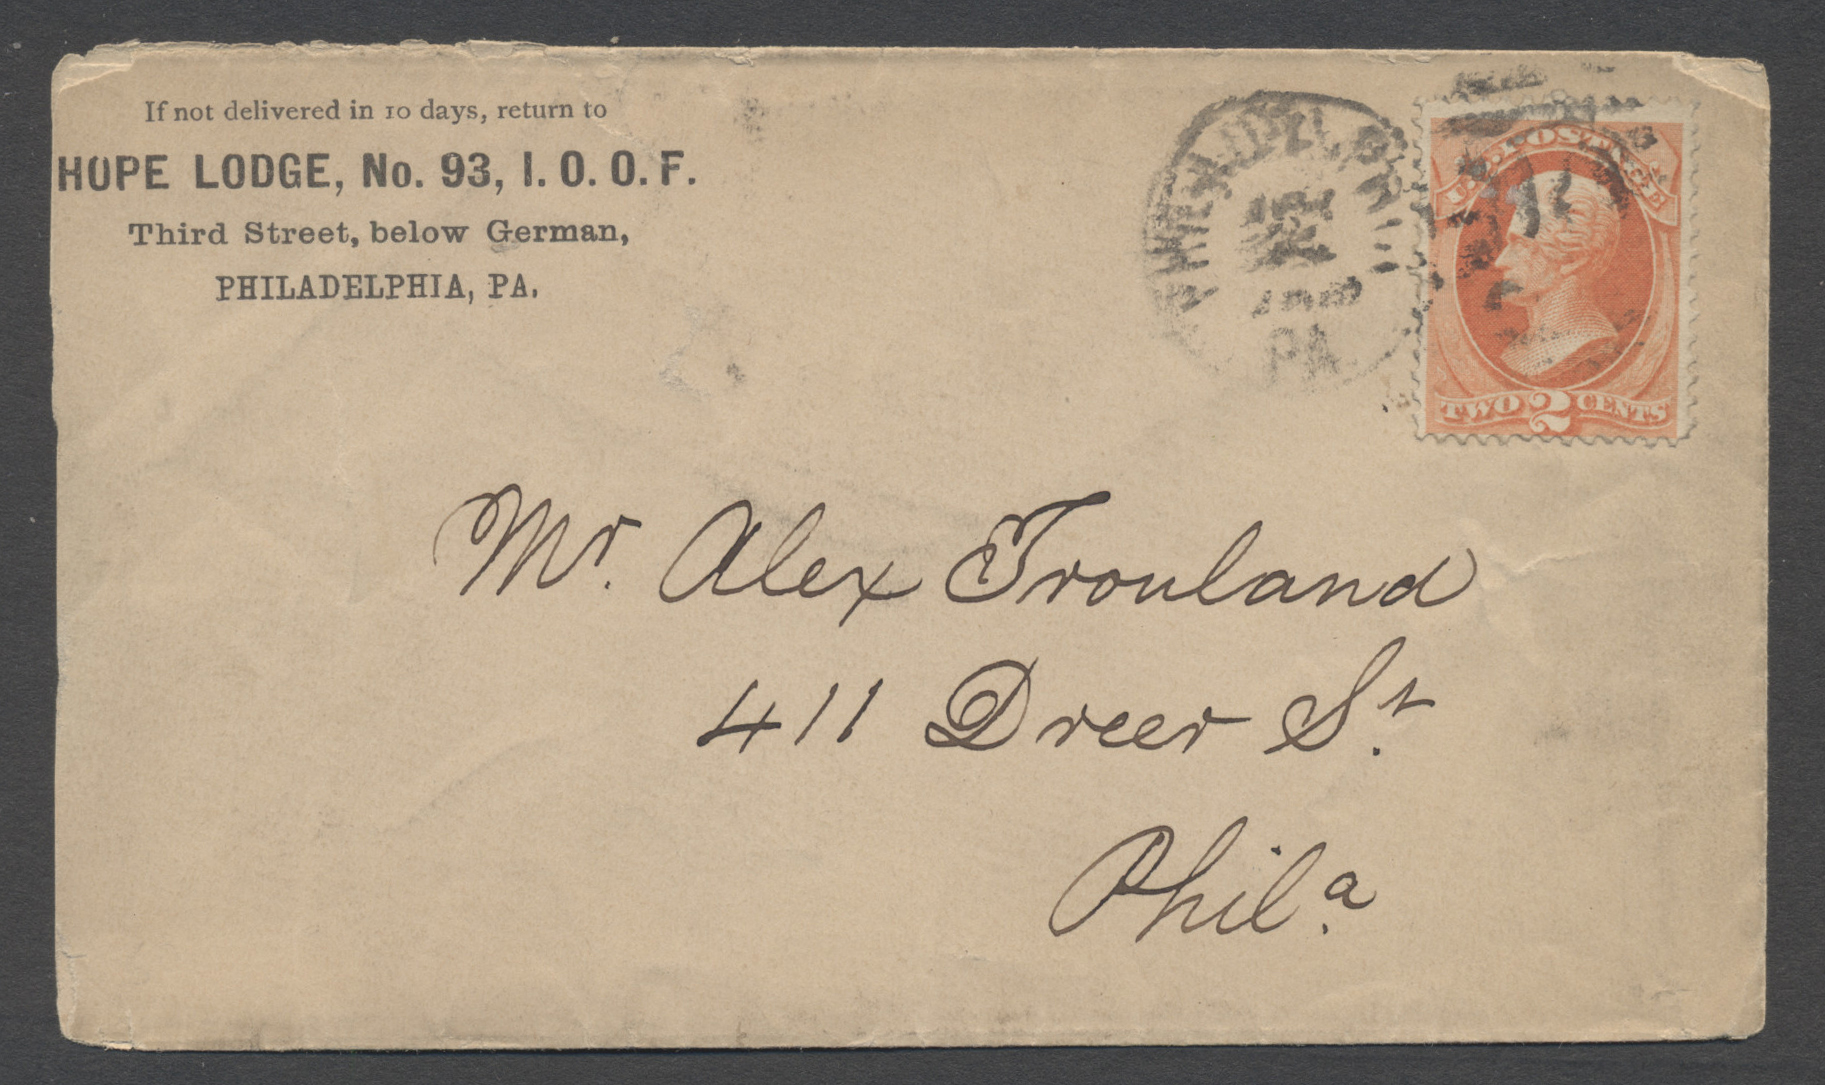 If not delivered in 10 days, return to
HOPE LODGE, No. 93, I. O. O. F.
Third Street, below German,
PHILADELPHIA, PA.
PHILADELPHIA
PA
U.S. POSTAGE
TWO 2 CENTS
Mr. Alex Trouland
411 Dreer St.
Phila.